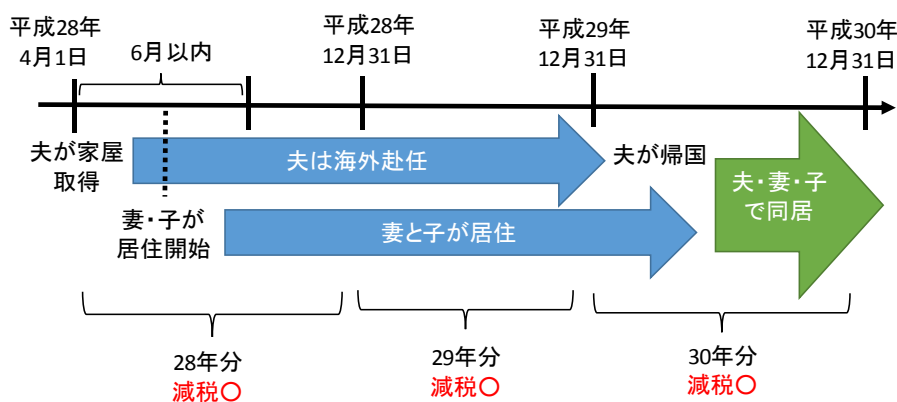 平成28年
4月1日
6月以内
平成28年
12月31日
平成29年
12月31日
平成30年
12月31日
夫が家屋
取得
夫は海外赴任
夫が帰国
夫・妻・子
で同居
妻・子が
居住開始
妻と子が居住
28年分
減税〇
29年分
減税〇
30年分
減税〇